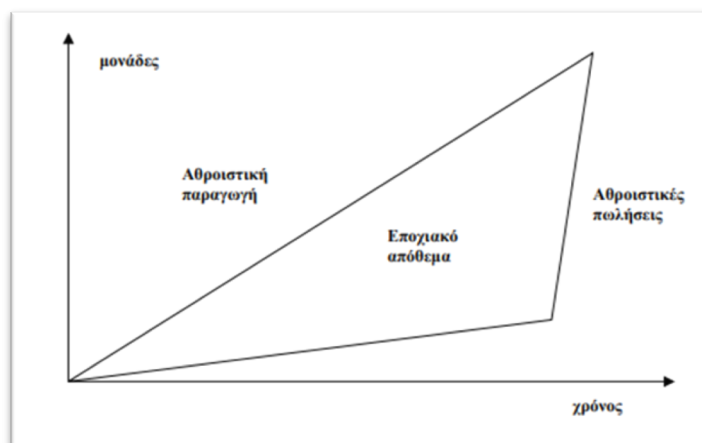 μονάδες
Αθροιστική
παραγωγή
Αθροιστικές
πωλήσεις
Εποχιακό
απόθεμα
χρόνος